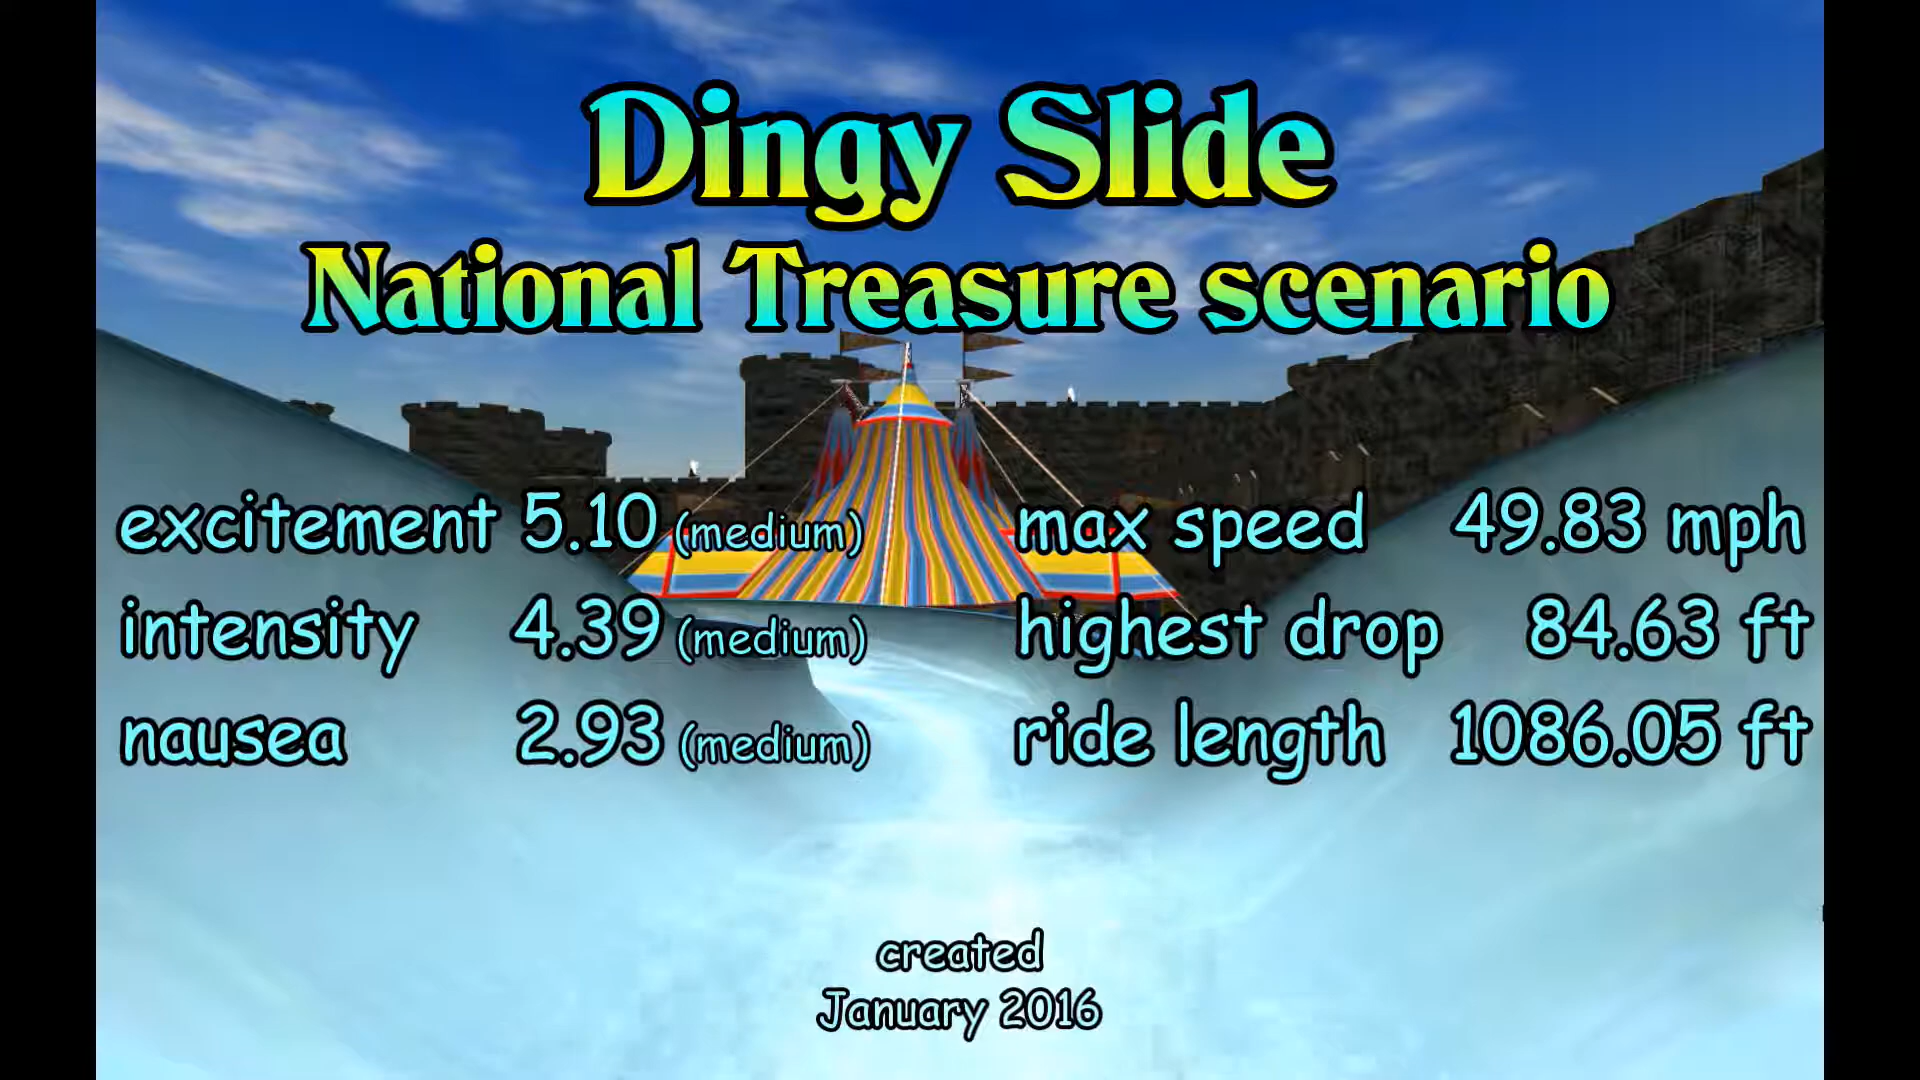 Dingy Slide
National Treasure scenario
excitement 5.10 (medium)
intensity 4.39 (medium)
nausea 2.93 (medium)
max speed 49.83 mph
highest drop 84.63 ft
ride length 1086.05 ft
created
January 2016